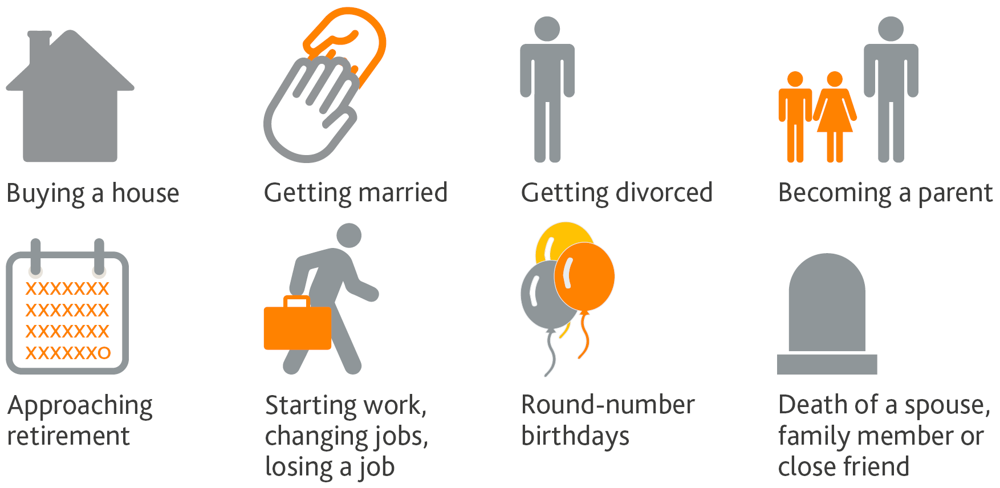 Buying a house
Getting married
Getting divorced
Becoming a parent
XXXXXXX
XXXXXXX
XXXXXXX
XXXXXXO
Approaching
retirement
Starting work,
changing jobs,
losing a job
Round-number
birthdays
Death of a spouse,
family member or
close friend